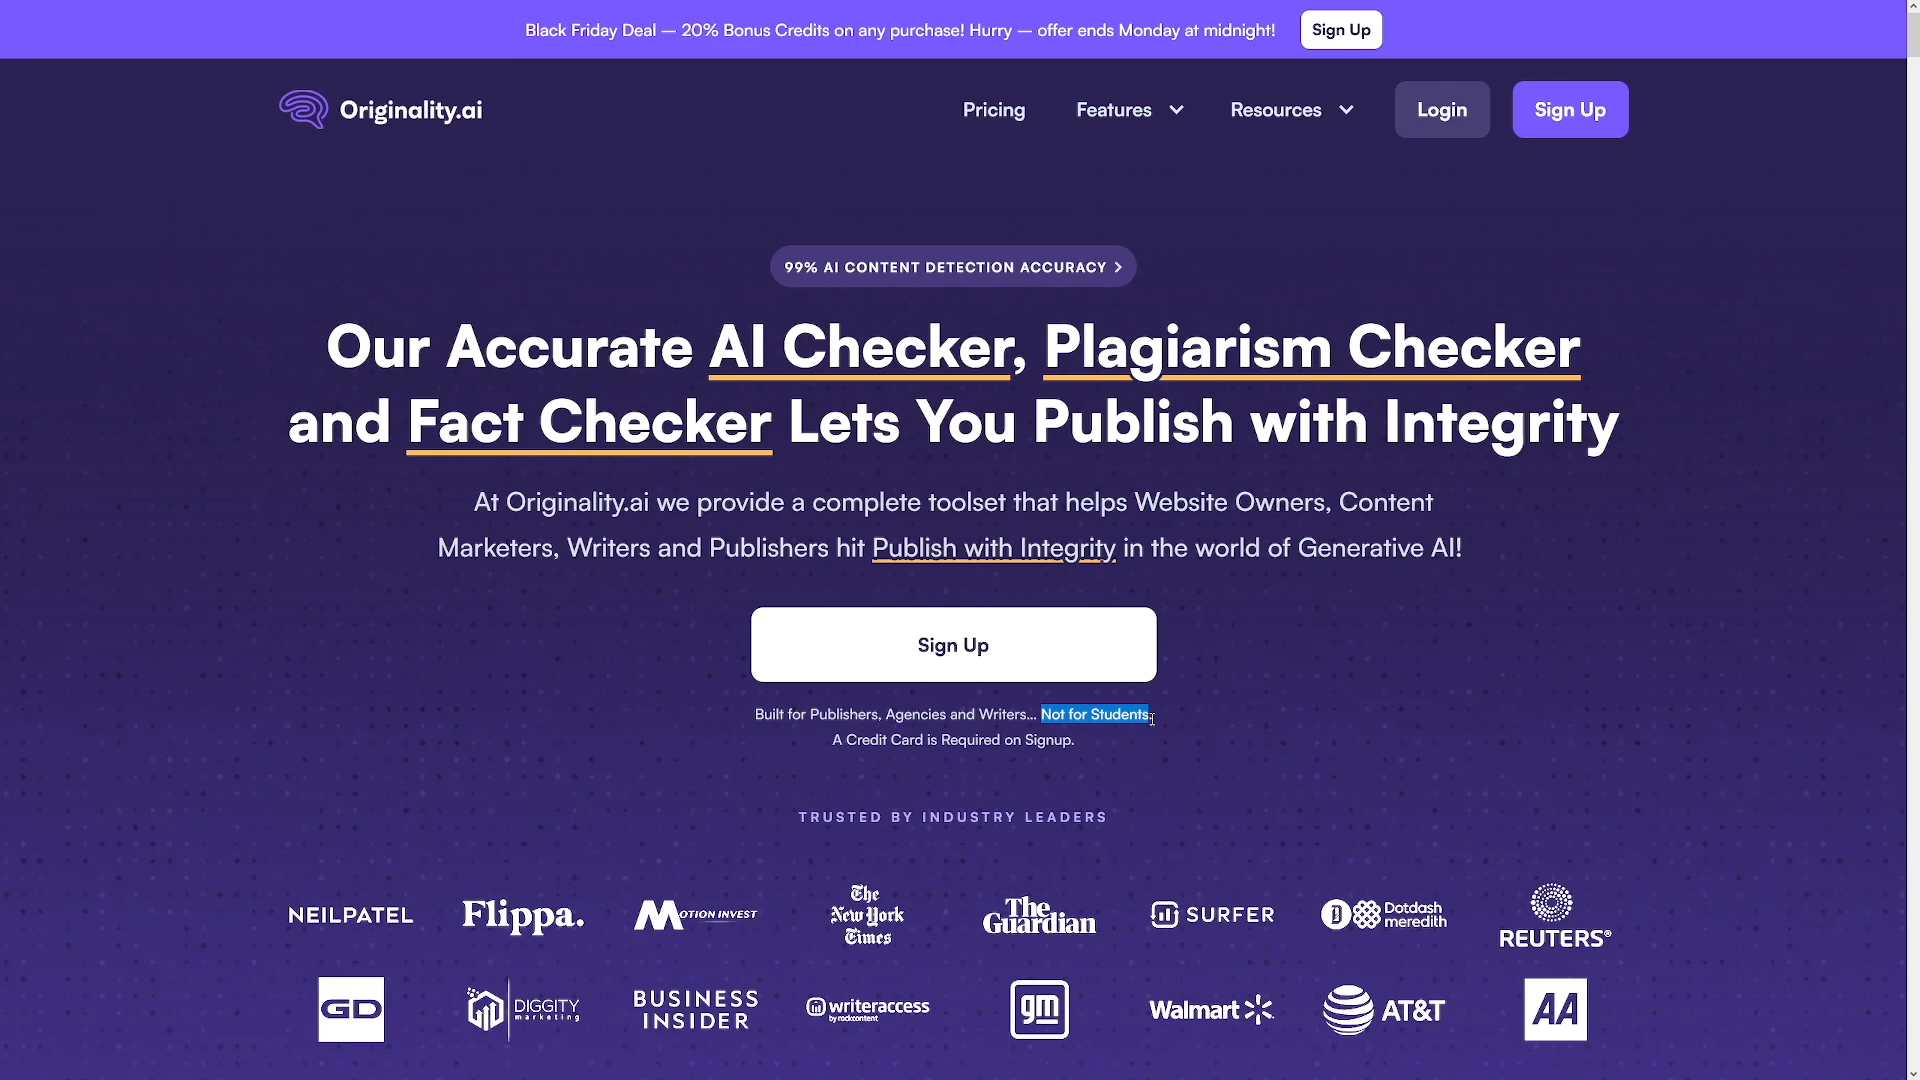 Black Friday Deal — 20% Bonus Credits on any purchase! Hurry — offer ends Monday at midnight! Sign Up
Originality.ai Pricing Features Resources Login Sign Up
99% AI CONTENT DETECTION ACCURACY
Our Accurate AI Checker, Plagiarism Checker
and Fact Checker Lets You Publish with Integrity
At Originality.ai we provide a complete toolset that helps Website Owners, Content
Marketers, Writers and Publishers hit Publish with Integrity in the world of Generative AI!
Sign Up
Built for Publishers, Agencies and Writers... Not for Students.
A Credit Card is Required on Signup.
TRUSTED BY INDUSTRY LEADERS
NEILPATEL
Flippa.
MOTION INVEST
The
New York
Times
The
Guardian
SURFER
D Dotdash
meredith
REUTERS®
GD
DIGGITY
marketing
BUSINESS
INSIDER
writeraccess
by rockcontent
gm
Walmart
AT&T
AA